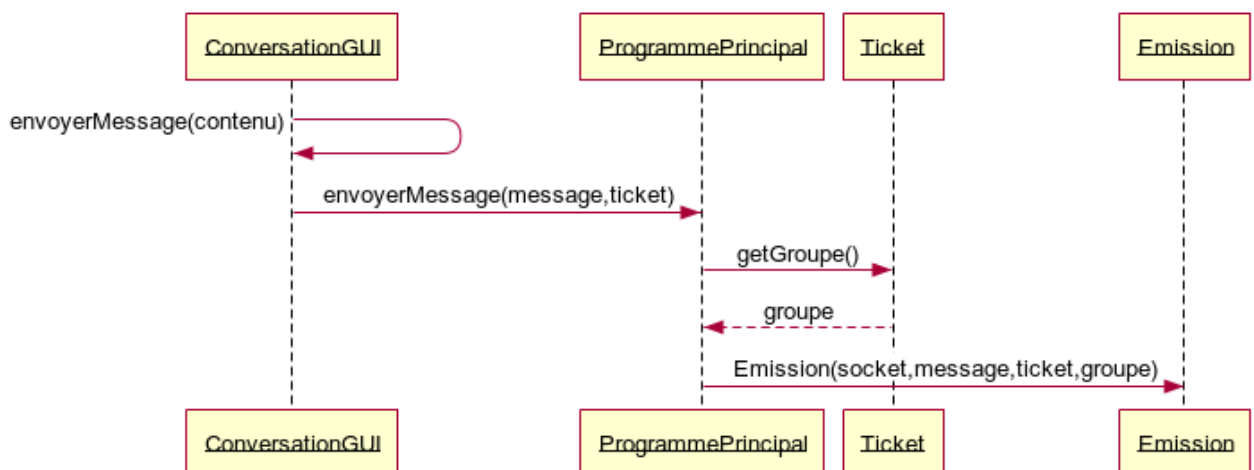 ConversationGUI
ProgrammePrincipal
Ticket
Emission
envoyerMessage(contenu)
envoyerMessage(message,ticket)
getGroupe()
groupe
Emission(socket,message,ticket,groupe)
ConversationGUI
ProgrammePrincipal
Ticket
Emission